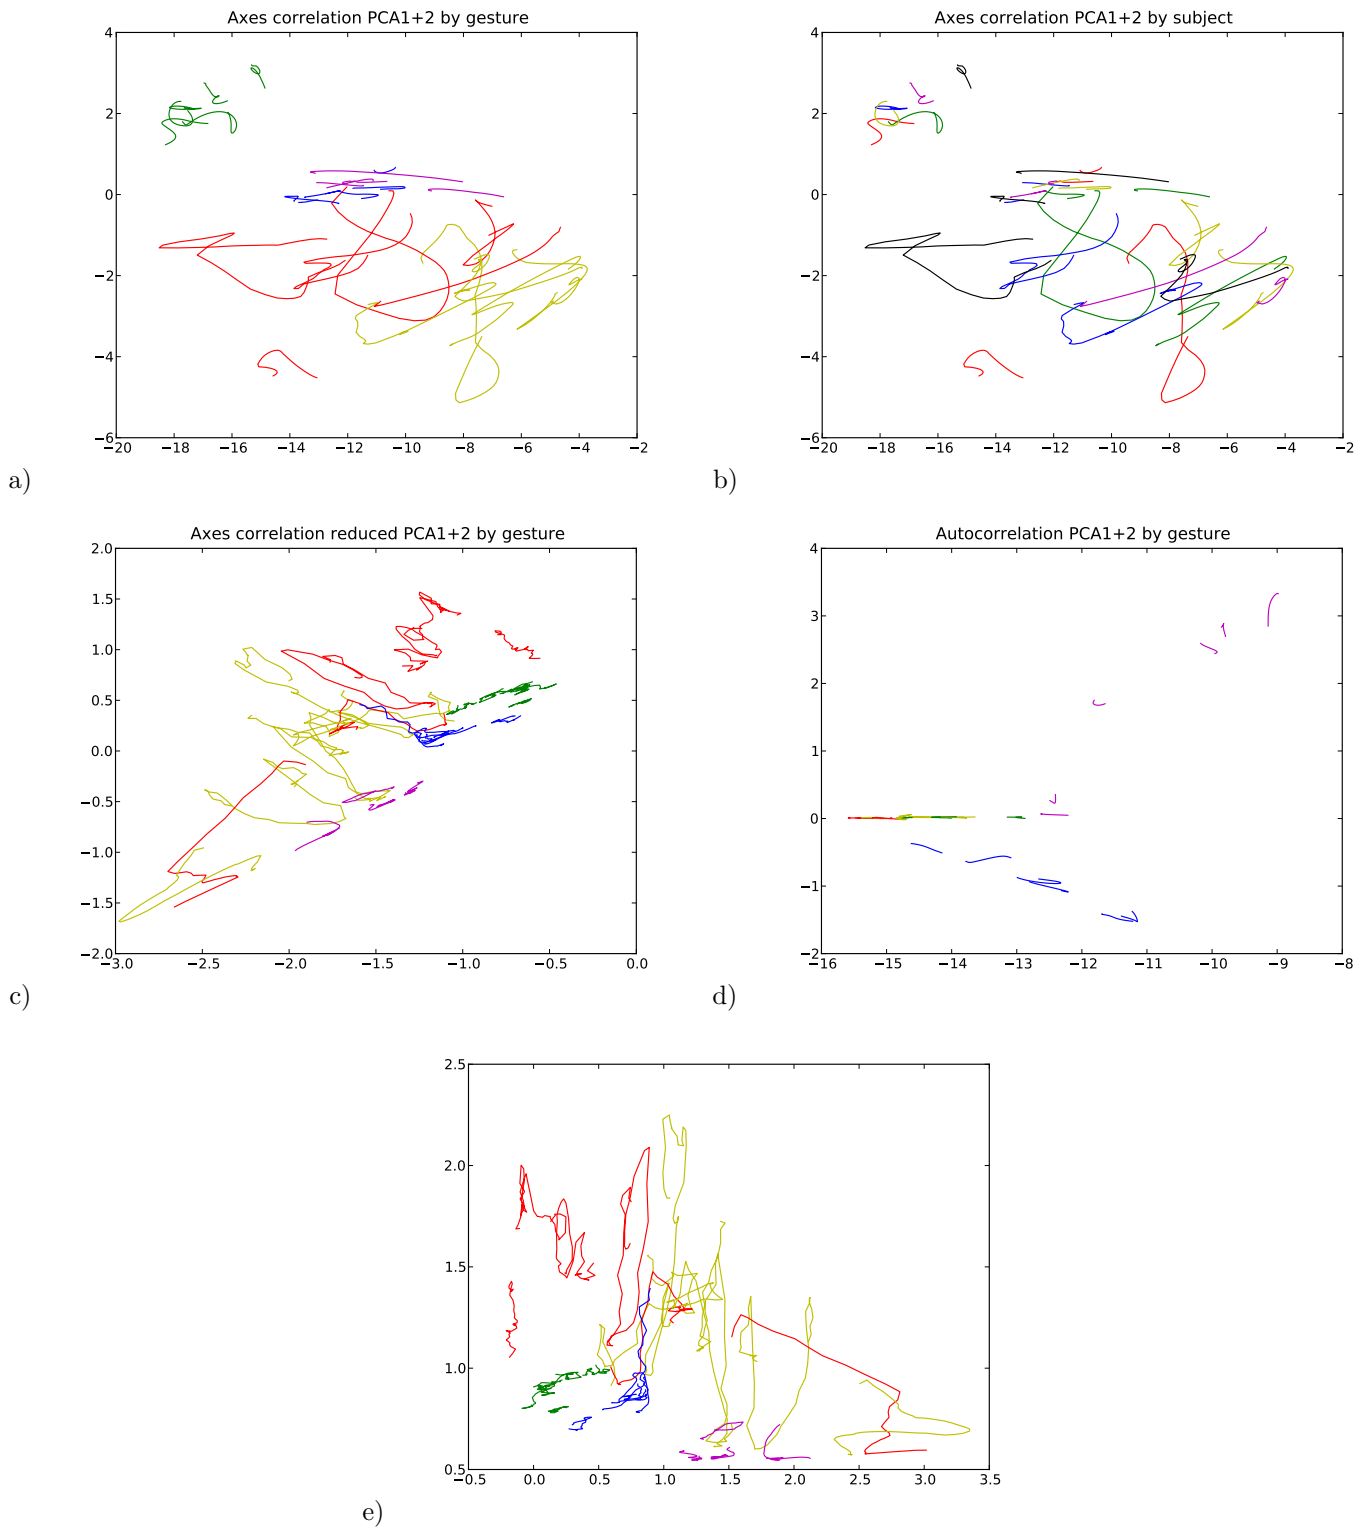 Axes correlation PCA1+2 by gesture
4
2
0
−2
−4
−6
−20 −18 −16 −14 −12 −10 −8 −6 −4 −2
a)
Axes correlation PCA1+2 by subject
4
2
0
−2
−4
−6
−20 −18 −16 −14 −12 −10 −8 −6 −4 −2
b)
Axes correlation reduced PCA1+2 by gesture
2.0
1.5
1.0
0.5
0.0
−0.5
−1.0
−1.5
−2.0
−3.0 −2.5 −2.0 −1.5 −1.0 −0.5 0.0
c)
Autocorrelation PCA1+2 by gesture
4
3
2
1
0
−1
−2
−16 −15 −14 −13 −12 −11 −10 −9 −8
d)
2.5
2.0
1.5
1.0
0.5
−0.5 0.0 0.5 1.0 1.5 2.0 2.5 3.0 3.5
e)